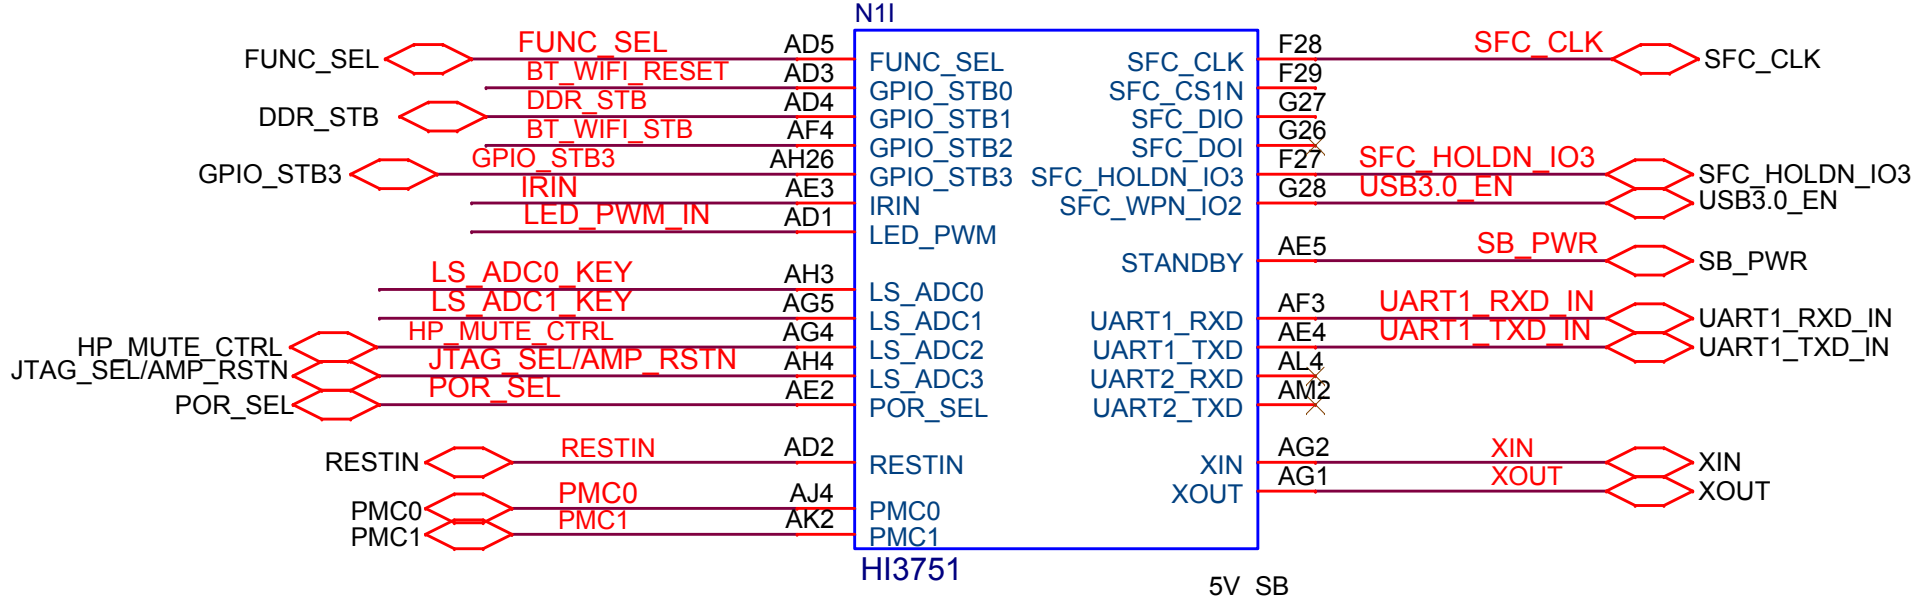 N1I
FUNC_SEL FUNC_SEL AD5 FUNC_SEL SFC_CLK F28 SFC_CLK SFC_CLK
BT_WIFI_RESET AD3 GPIO_STB0 SFC_CS1N F29
DDR_STB DDR_STB AD4 GPIO_STB1 SFC_DIO G27
BT_WIFI_STB AF4 GPIO_STB2 SFC_DOI G26
GPIO_STB3 GPIO_STB3 AH26 GPIO_STB3 SFC_HOLDN_IO3 F27 SFC_HOLDN_IO3 SFC_HOLDN_IO3
IRIN AE3 IRIN SFC_WPN_IO2 G28 USB3.0_EN USB3.0_EN
LED_PWM_IN AD1 LED_PWM
STANDBY AE5 SB_PWR SB_PWR
LS_ADC0_KEY AH3 LS_ADC0
LS_ADC1_KEY AG5 LS_ADC1 UART1_RXD AF3 UART1_RXD_IN UART1_RXD_IN
HP_MUTE_CTRL HP_MUTE_CTRL AG4 LS_ADC2 UART1_TXD AE4 UART1_TXD_IN UART1_TXD_IN
JTAG_SEL/AMP_RSTN JTAG_SEL/AMP_RSTN AH4 LS_ADC3 UART2_RXD AL4
POR_SEL POR_SEL AE2 POR_SEL UART2_TXD AM2
RESTIN RESTIN AD2 RESTIN XIN AG2 XIN XIN
XOUT AG1 XOUT XOUT
PMC0 PMC0 AJ4 PMC0
PMC1 PMC1 AK2 PMC1
HI3751
5V_SB